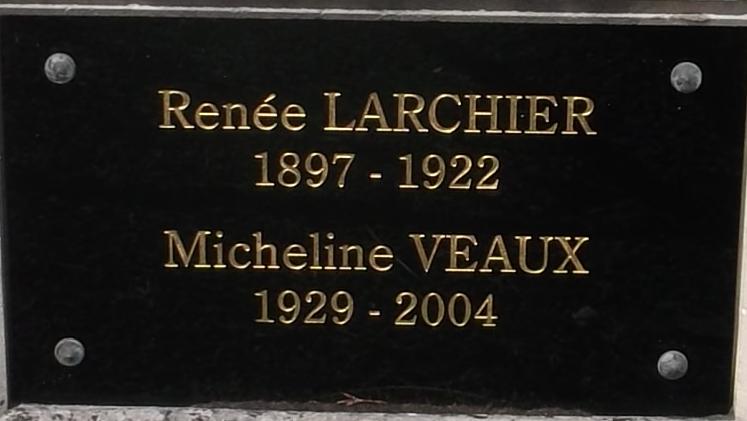 Renée LARCHIER
1897 - 1922
Micheline VEAUX
1929 - 2004